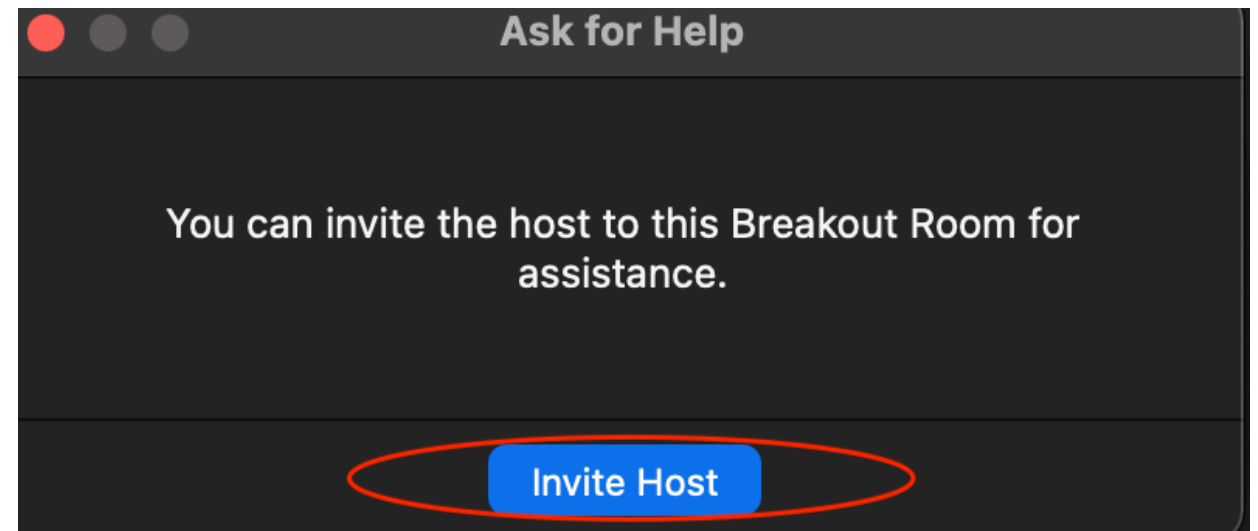 Ask for Help
You can invite the host to this Breakout Room for
assistance.
Invite Host